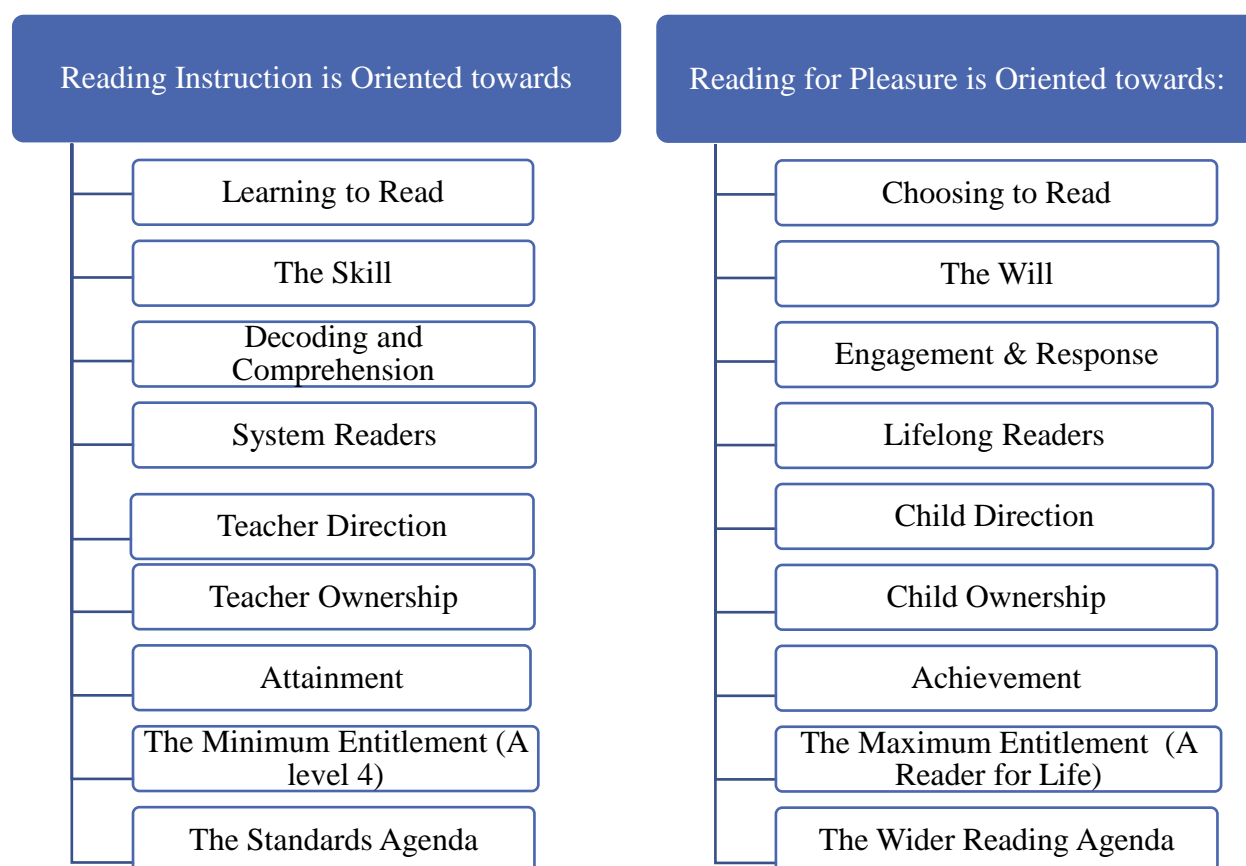 Reading Instruction is Oriented towards
Learning to Read
The Skill
Decoding and
Comprehension
System Readers
Teacher Direction
Teacher Ownership
Attainment
The Minimum Entitlement (A
level 4)
The Standards Agenda
Reading for Pleasure is Oriented towards:
Choosing to Read
The Will
Engagement & Response
Lifelong Readers
Child Direction
Child Ownership
Achievement
The Maximum Entitlement (A
Reader for Life)
The Wider Reading Agenda